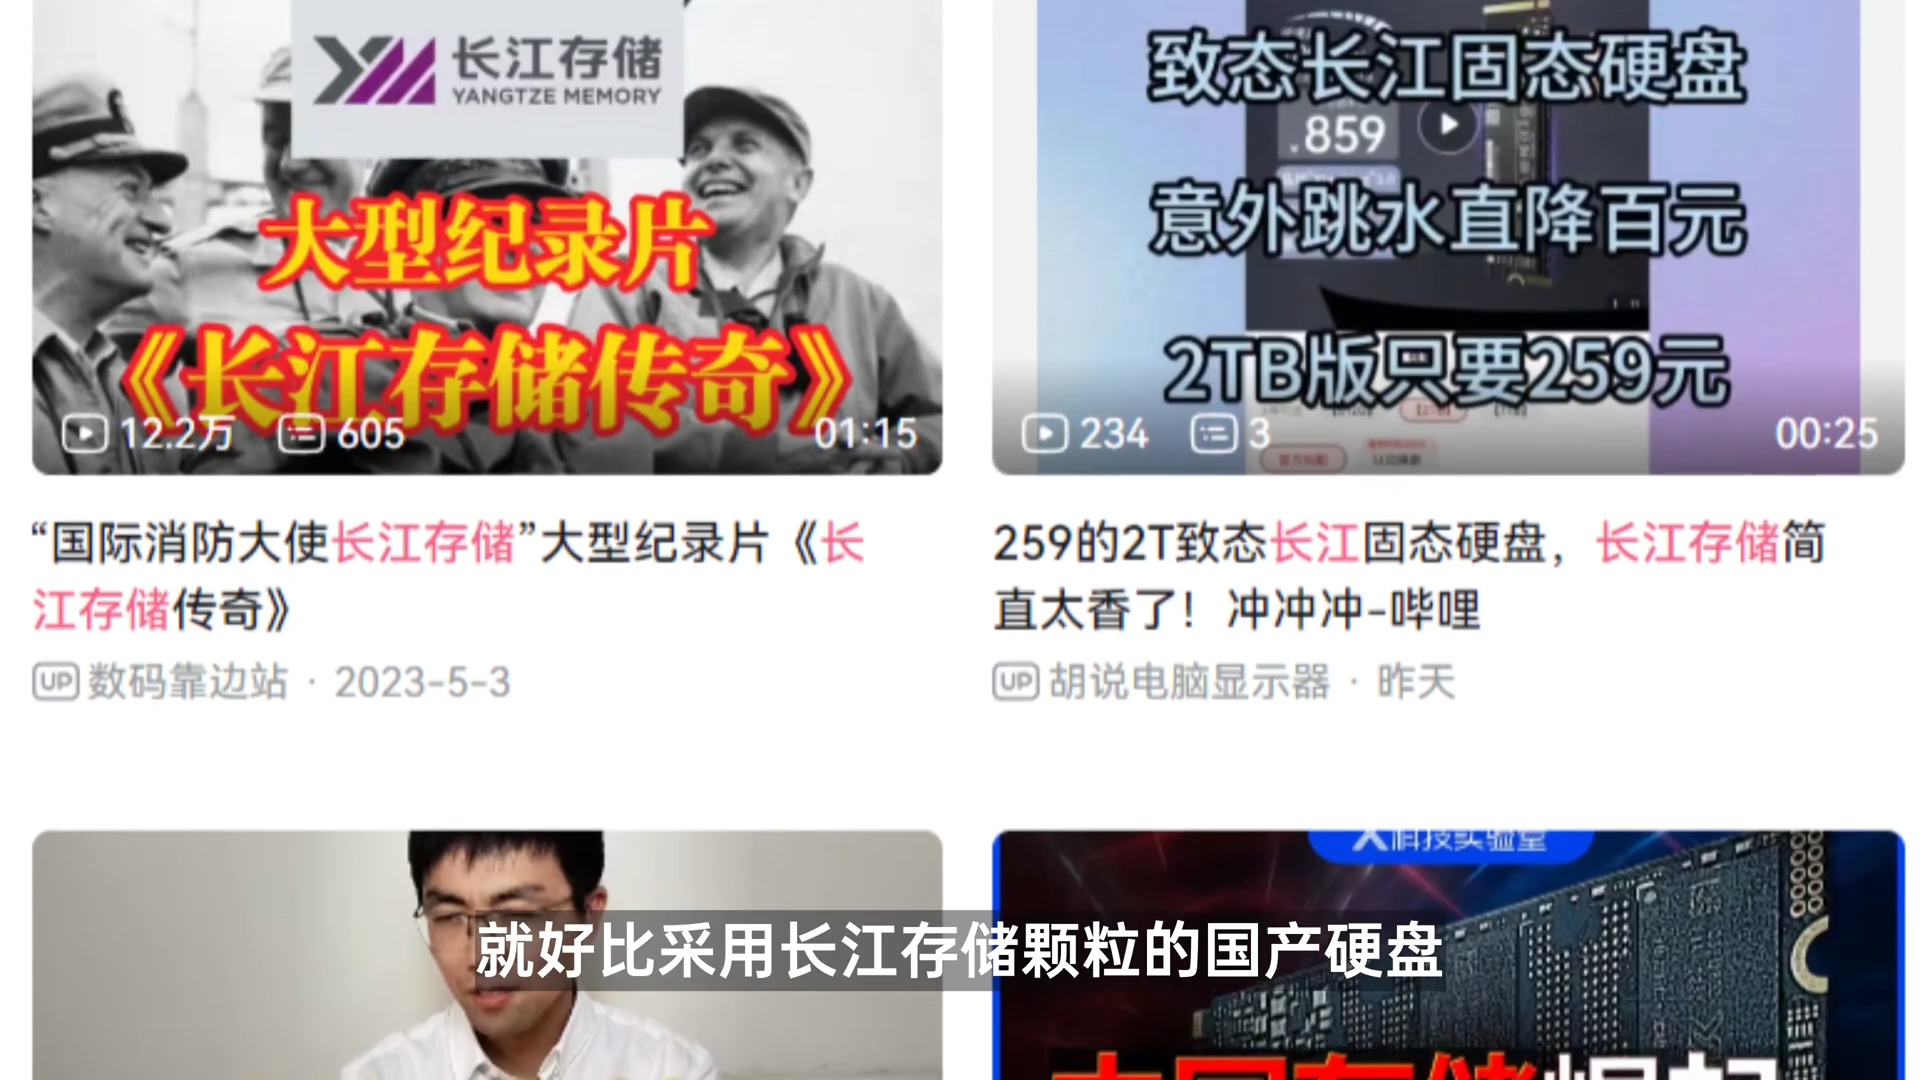 长江存储
YANGTZE MEMORY
大型纪录片
《长江存储传奇》
12.2万 605 01:15
“国际消防大使长江存储”大型纪录片《长
江存储传奇》
UP 数码靠边站 · 2023-5-3
致态长江固态硬盘
859
意外跳水直降百元
2TB版只要259元
234 3 00:25
259的2T致态长江固态硬盘，长江存储简
直太香了！冲冲冲-哔哩
UP 胡说电脑显示器 · 昨天
X科技实验室
就好比采用长江存储颗粒的国产硬盘